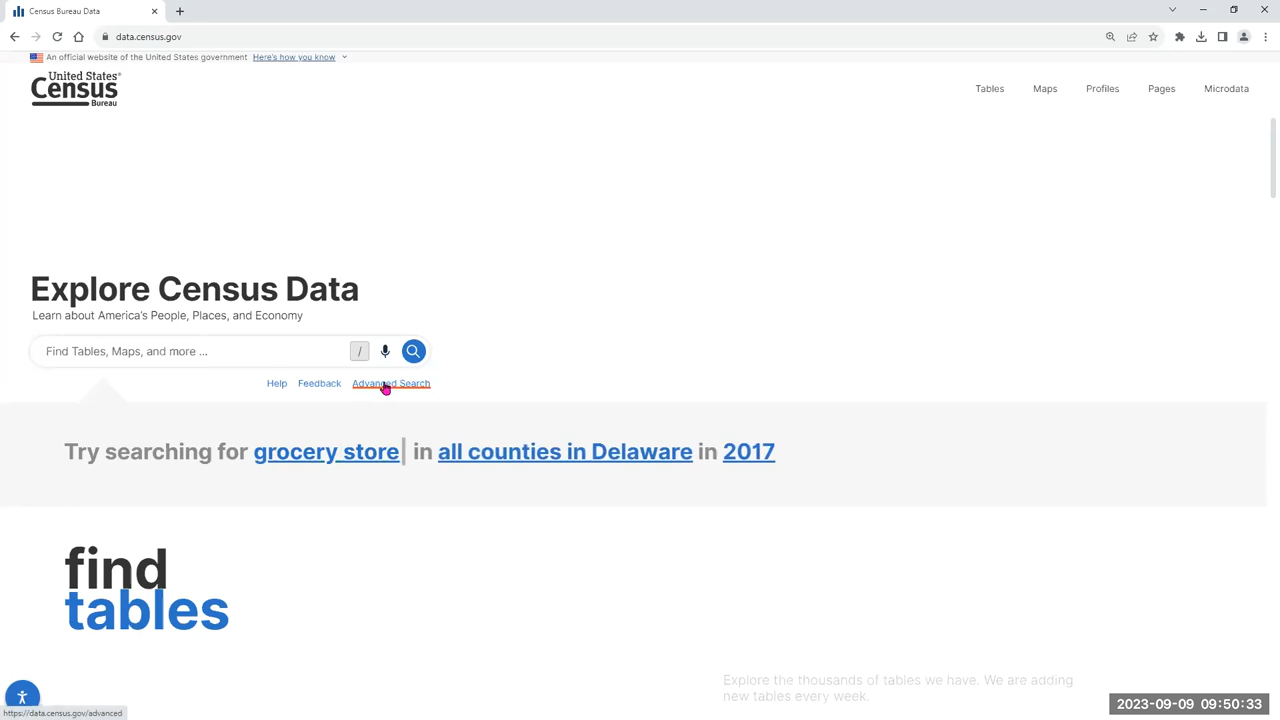 Census Bureau Data
data.census.gov
An official website of the United States government Here's how you know
United States®
Census
Bureau
Tables Maps Profiles Pages Microdata
Explore Census Data
Learn about America's People, Places, and Economy
Find Tables, Maps, and more ... /
Help Feedback Advanced Search
Try searching for grocery store| in all counties in Delaware in 2017
find
tables
Explore the thousands of tables we have. We are adding
new tables every week.
https://data.census.gov/advanced
2023-09-09 09:50:33